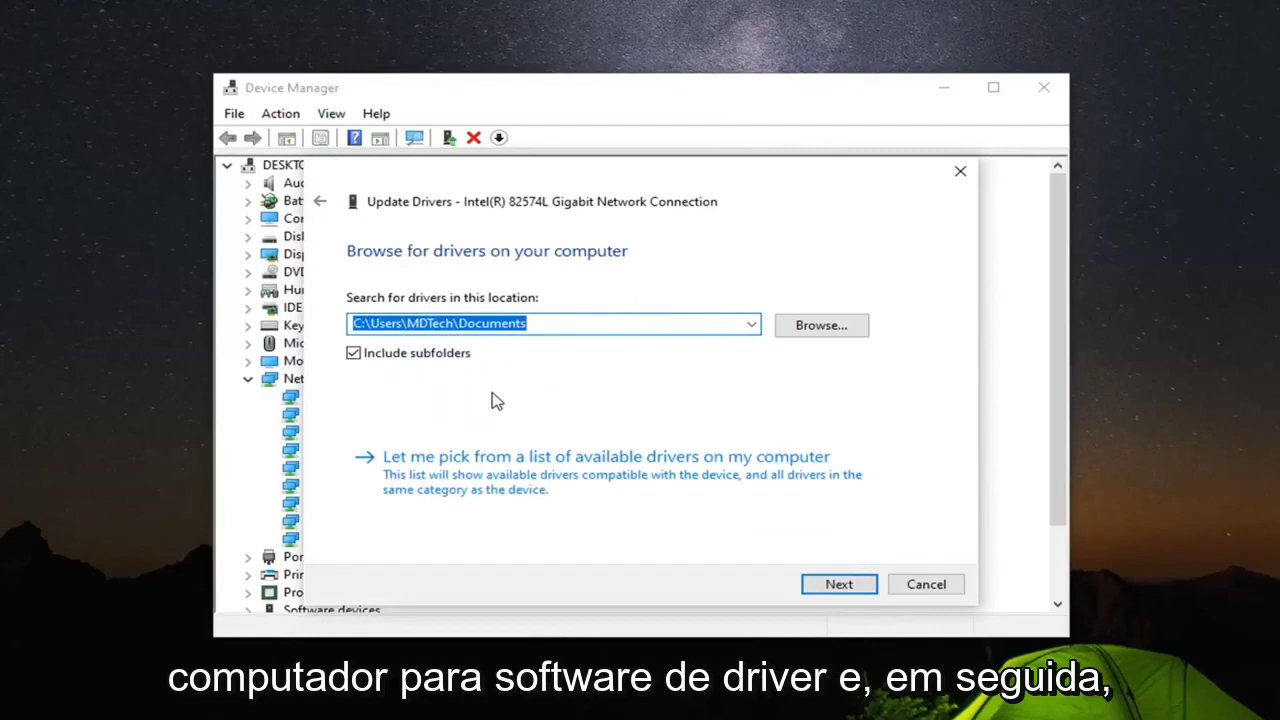 Device Manager
File Action View Help
DESKTO
Aud
Bat
Con
Disk
Disp
DVD
Hum
IDE
Key
Mic
Mo
Net
Por
Prin
Pro
Software devices
Update Drivers - Intel(R) 82574L Gigabit Network Connection
Browse for drivers on your computer
Search for drivers in this location:
C:\Users\MDTech\Documents
Browse...
Include subfolders
Let me pick from a list of available drivers on my computer
This list will show available drivers compatible with the device, and all drivers in the
same category as the device.
Next Cancel
computador para software de driver e, em seguida,